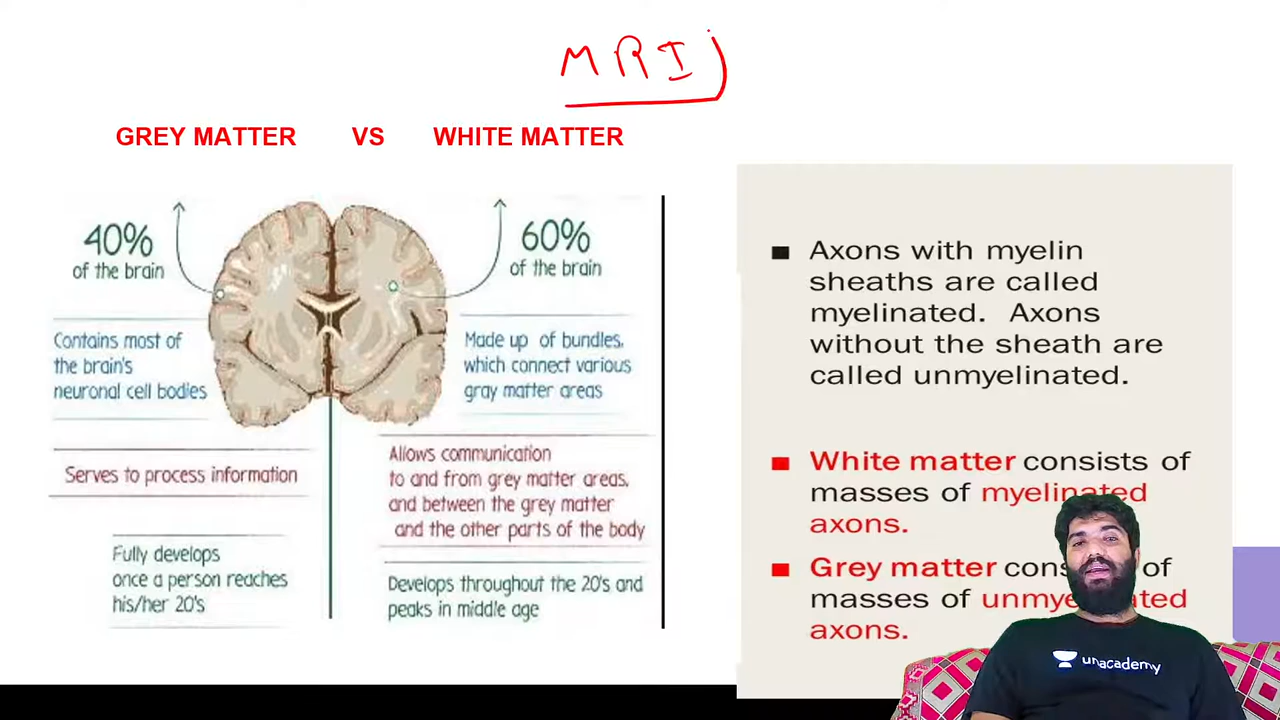 MRI
GREY MATTER VS WHITE MATTER
40%
of the brain
60%
of the brain
Contains most of
the brain's
neuronal cell bodies
Made up of bundles,
which connect various
gray matter areas
Serves to process information
Allows communication
to and from grey matter areas,
and between the grey matter
and the other parts of the body
Fully develops
once a person reaches
his/her 20's
Develops throughout the 20's and
peaks in middle age
Axons with myelin
sheaths are called
myelinated. Axons
without the sheath are
called unmyelinated.
White matter consists of
masses of myelinated
axons.
Grey matter of
masses of
axons.
unacademy